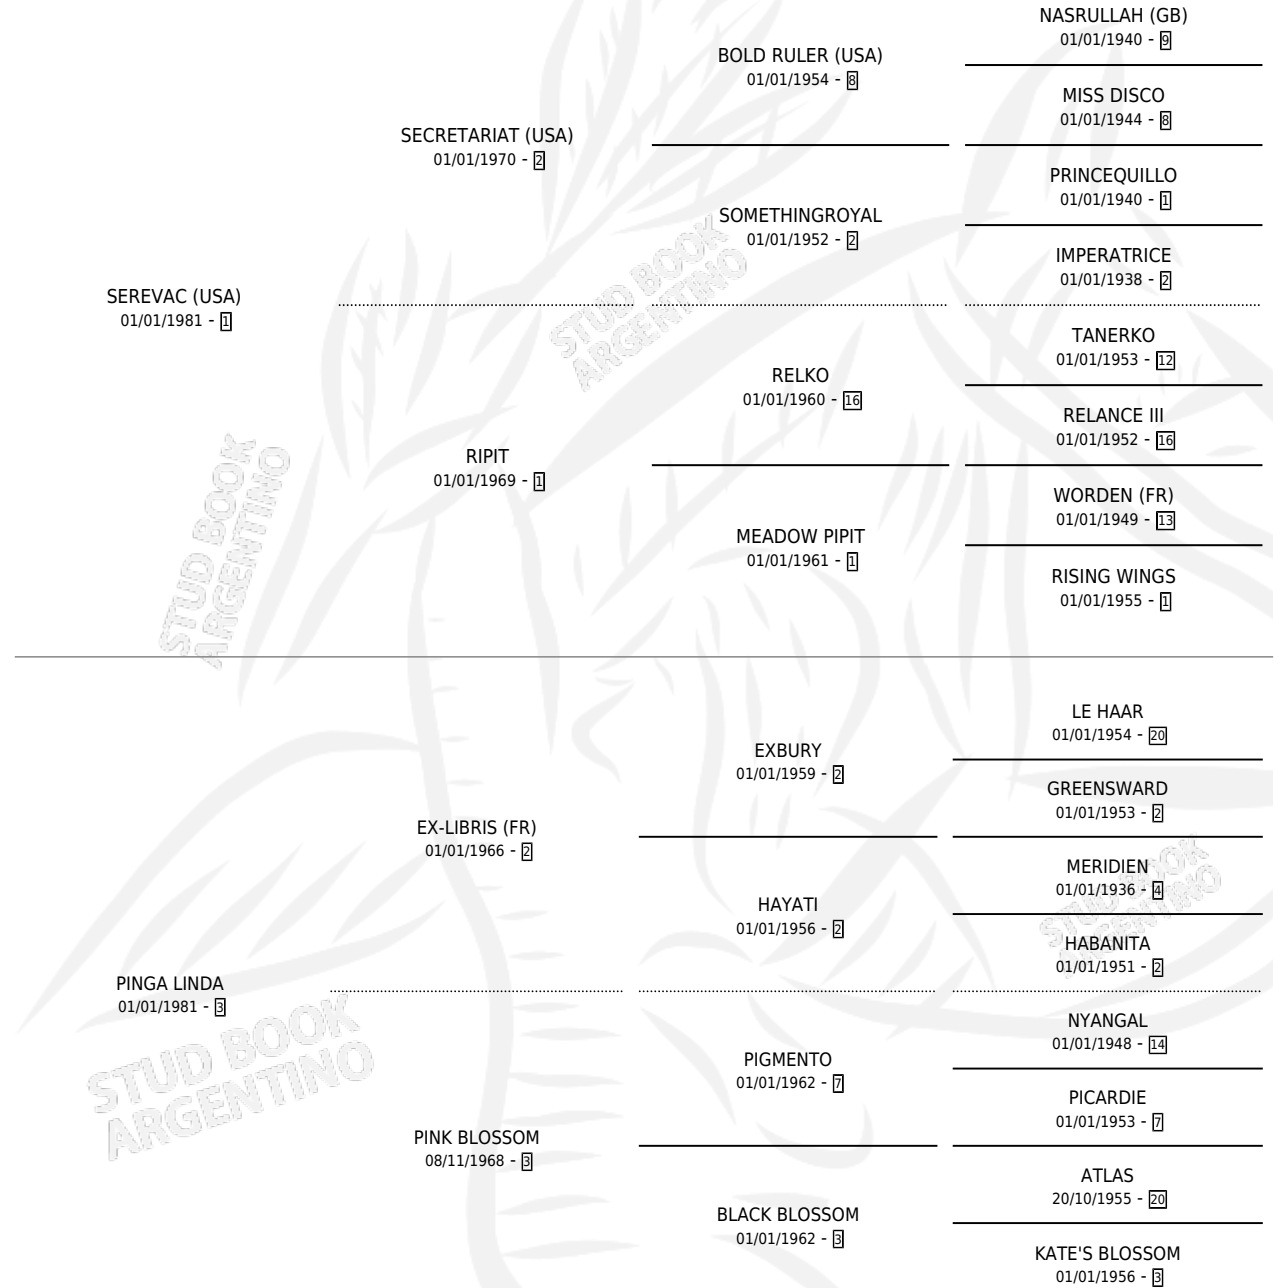 NASRULLAH (GB)
01/01/1940 - 9
BOLD RULER (USA)
01/01/1954 - 8
MISS DISCO
01/01/1944 - 8
SECRETARIAT (USA)
01/01/1970 - 2
PRINCEQUILLO
01/01/1940 - 1
SOMETHINGROYAL
01/01/1952 - 2
IMPERATRICE
01/01/1938 - 2
SEREVAC (USA)
01/01/1981 - 1
STUD BOOK
ARGENTINO
TANERKO
01/01/1953 - 12
RELKO
01/01/1960 - 16
RELANCE III
01/01/1952 - 16
RIPIT
01/01/1969 - 1
WORDEN (FR)
01/01/1949 - 13
MEADOW PIPIT
01/01/1961 - 1
RISING WINGS
01/01/1955 - 1
STUD BOOK
ARGENTINO
LE HAAR
01/01/1954 - 20
EXBURY
01/01/1959 - 2
GREENSWARD
01/01/1953 - 2
EX-LIBRIS (FR)
01/01/1966 - 2
MERIDIEN
01/01/1936 - 4
HAYATI
01/01/1956 - 2
HABANITA
01/01/1951 - 2
STUD BOOK
ARGENTINO
PINGA LINDA
01/01/1981 - 3
NYANGAL
01/01/1948 - 14
PIGMENTO
01/01/1962 - 7
PICARDIE
01/01/1953 - 7
STUD BOOK
ARGENTINO
PINK BLOSSOM
08/11/1968 - 3
ATLAS
20/10/1955 - 20
BLACK BLOSSOM
01/01/1962 - 3
KATE'S BLOSSOM
01/01/1956 - 3